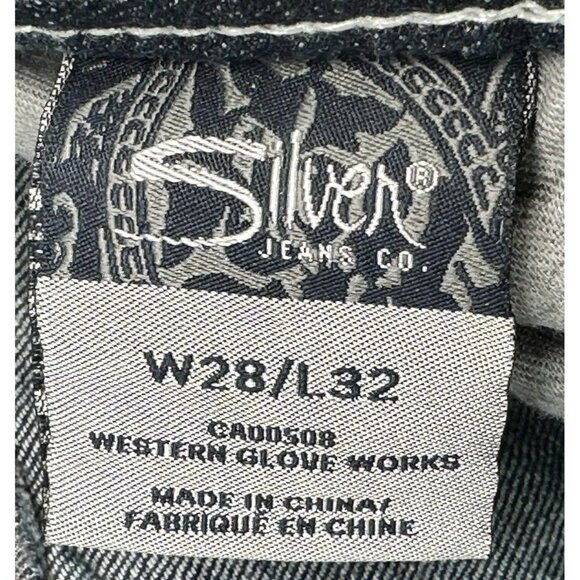 Silver®
JEANS CO.
W28/L32
CA00508
WESTERN GLOVE WORKS
MADE IN CHINA/
FABRIQUÉ EN CHINE